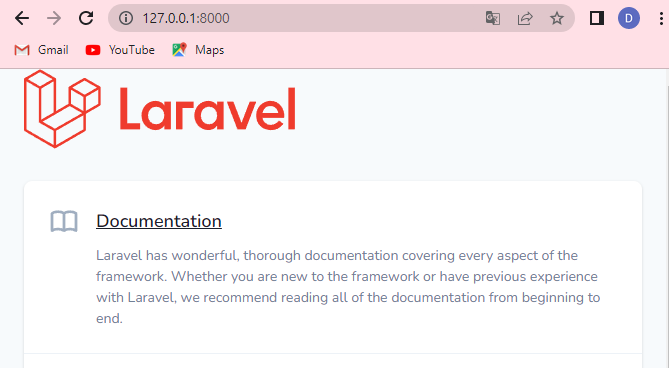 127.0.0.1:8000
D
Gmail YouTube Maps
Laravel
Documentation
Laravel has wonderful, thorough documentation covering every aspect of the
framework. Whether you are new to the framework or have previous experience
with Laravel, we recommend reading all of the documentation from beginning to
end.